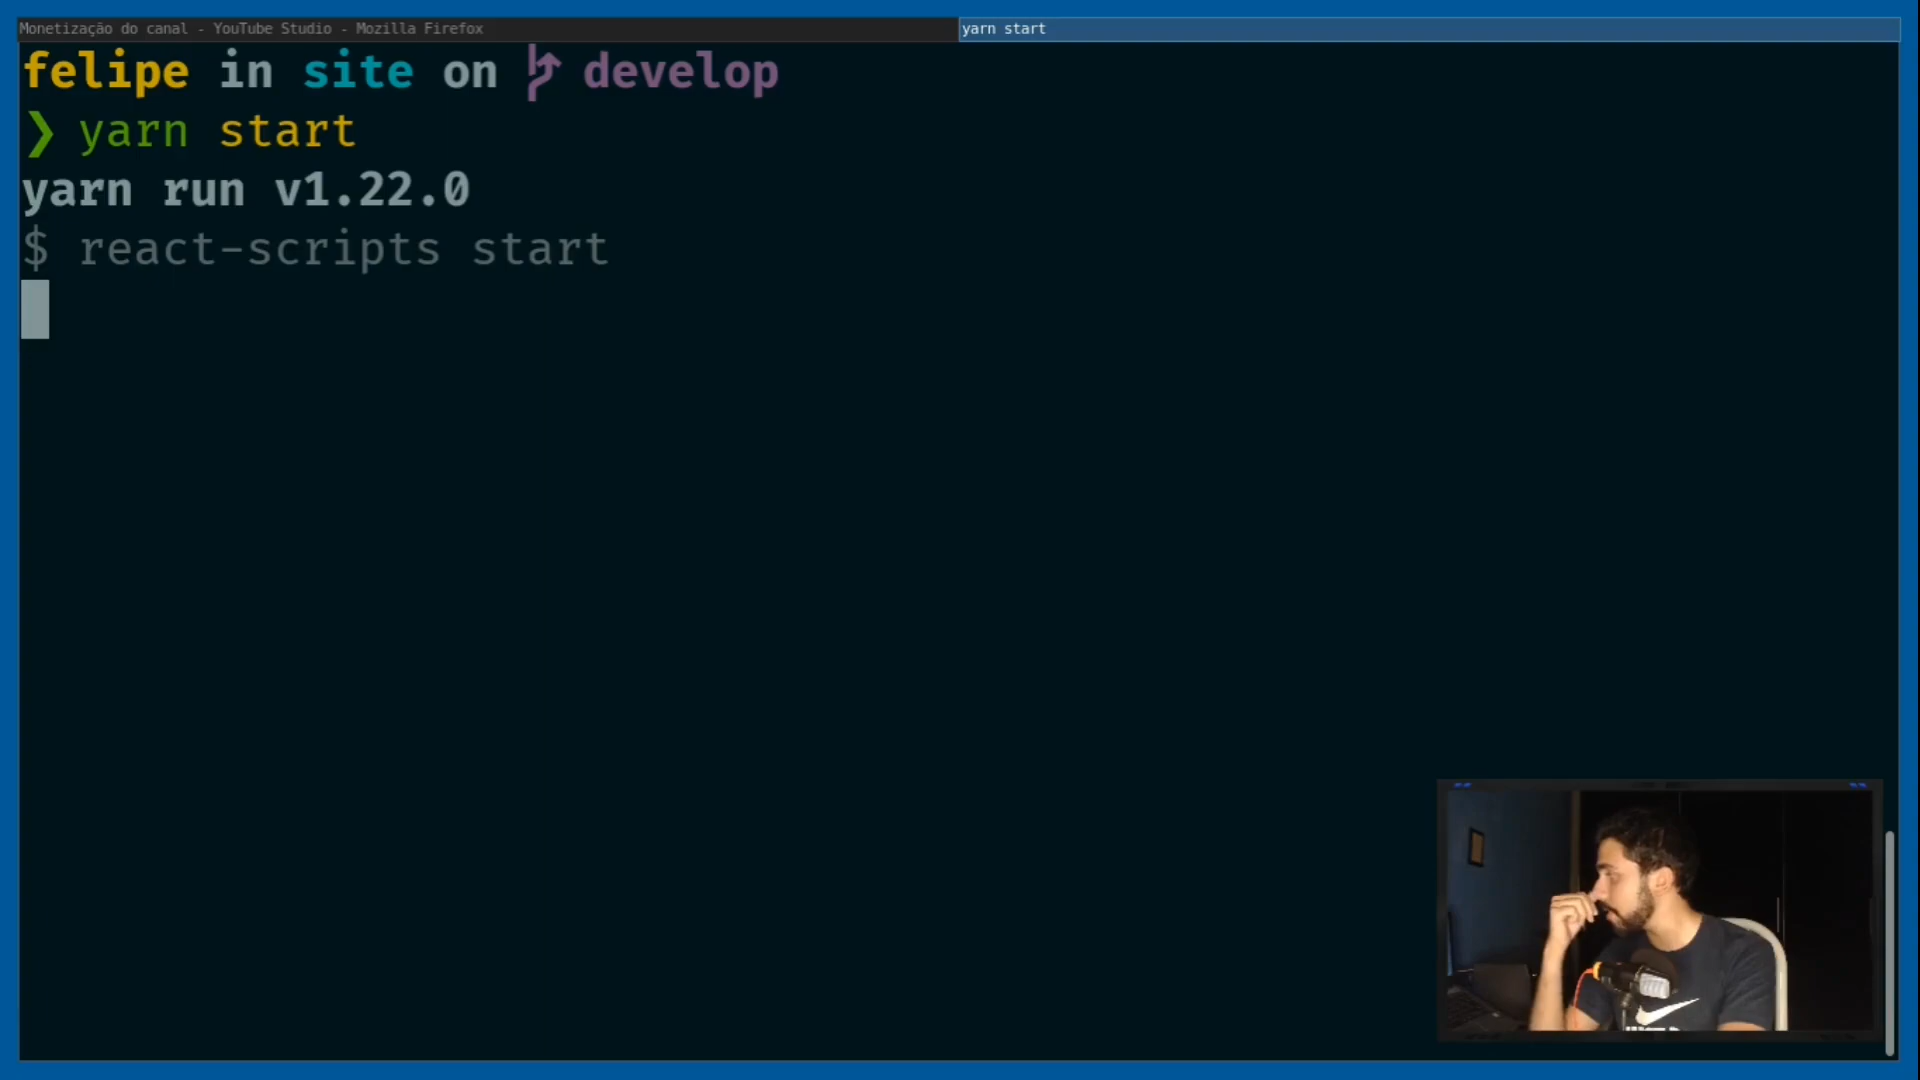 Monetização do canal - YouTube Studio - Mozilla Firefox
yarn start
felipe in site on develop
❯ yarn start
yarn run v1.22.0
$ react-scripts start